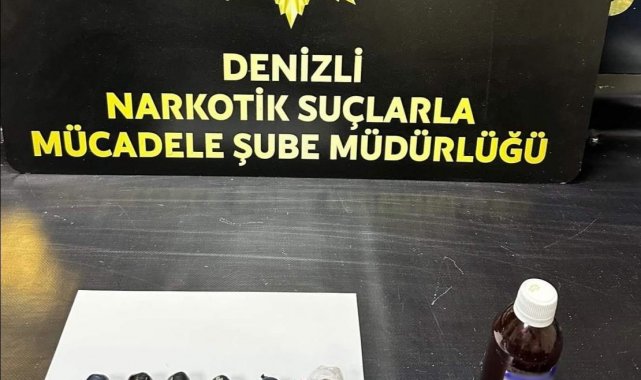 DENİZLİ
NARKOTİK SUÇLARLA
MÜCADELE ŞUBE MÜDÜRLÜĞÜ